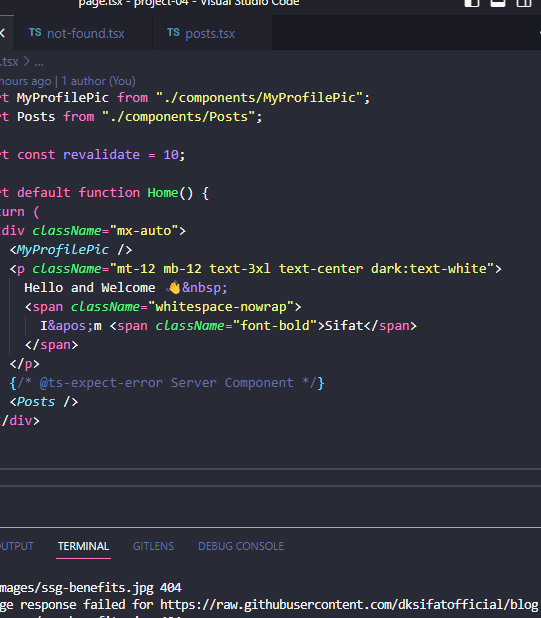 page.tsx - project-04 - Visual Studio Code
TS not-found.tsx TS posts.tsx
.tsx > ...
hours ago | 1 author (You)
rt MyProfilePic from "./components/MyProfilePic";
rt Posts from "./components/Posts";
rt const revalidate = 10;
rt default function Home() {
turn (
div className="mx-auto">
<MyProfilePic />
<p className="mt-12 mb-12 text-3xl text-center dark:text-white">
Hello and Welcome 👋&nbsp;
<span className="whitespace-nowrap">
I&apos;m <span className="font-bold">Sifat</span>
</span>
</p>
{/* @ts-expect-error Server Component */}
<Posts />
/div>
OUTPUT TERMINAL GITLENS DEBUG CONSOLE
mages/ssg-benefits.jpg 404
ge response failed for https://raw.githubusercontent.com/dksifatofficial/blog